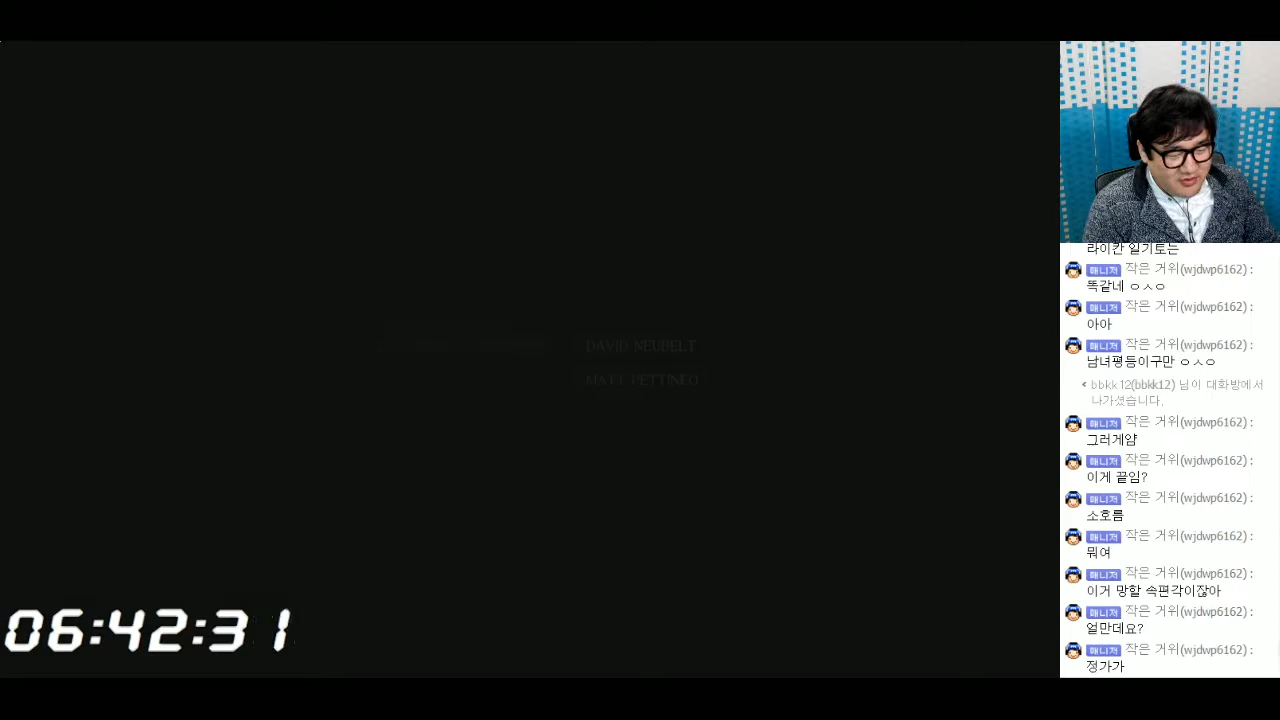 DAVID NEUBELT
MATT PETTINEO
06:42:31
라이칸 일기토는
매니저 작은 거위(wjdwp6162) :
똑같네 ㅇㅅㅇ
매니저 작은 거위(wjdwp6162) :
아아
매니저 작은 거위(wjdwp6162) :
남녀평등이구만 ㅇㅅㅇ
bbkk12(bbkk12) 님이 대화방에서
나가셨습니다.
매니저 작은 거위(wjdwp6162) :
그러게얌
매니저 작은 거위(wjdwp6162) :
이게 끝임?
매니저 작은 거위(wjdwp6162) :
소호름
매니저 작은 거위(wjdwp6162) :
뭐여
매니저 작은 거위(wjdwp6162) :
이거 망할 속편각이잖아
매니저 작은 거위(wjdwp6162) :
얼만데요?
매니저 작은 거위(wjdwp6162) :
정가가